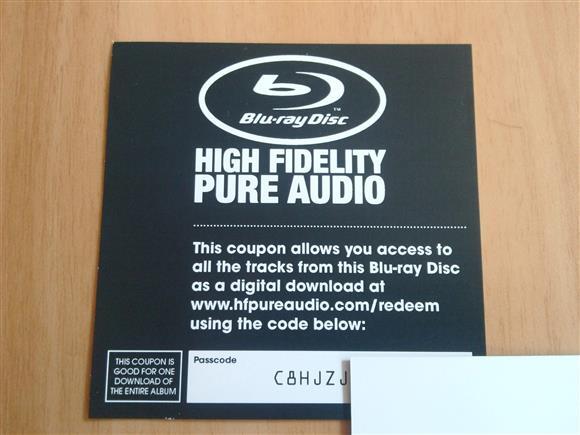 Blu-ray Disc™
HIGH FIDELITY
PURE AUDIO
This coupon allows you access to
all the tracks from this Blu-ray Disc
as a digital download at
www.hfpureaudio.com/redeem
using the code below:
THIS COUPON IS
GOOD FOR ONE
DOWNLOAD OF
THE ENTIRE ALBUM
Passcode
C8HJZJ